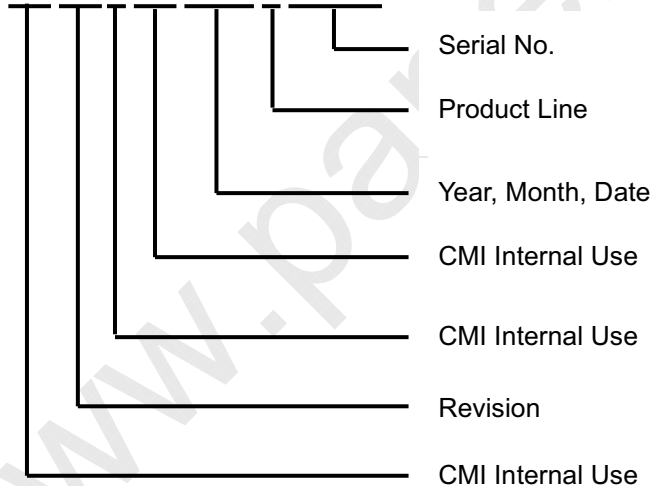 Serial No.
Product Line
Year, Month, Date
CMI Internal Use
CMI Internal Use
Revision
CMI Internal Use